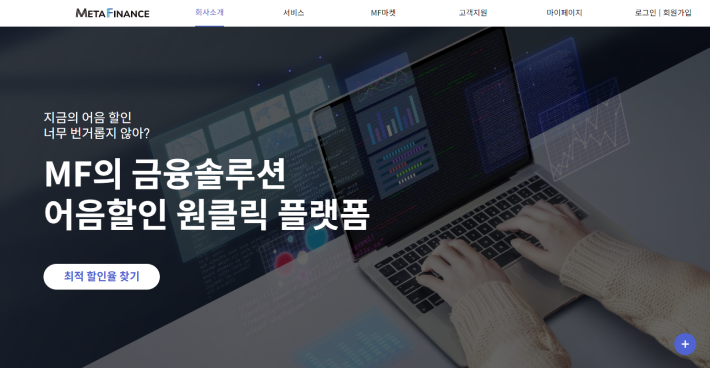 METAFINANCE
회사소개
서비스
MF마켓
고객지원
마이페이지
로그인 | 회원가입
지금의 어음 할인
너무 번거롭지 않아?
MF의 금융솔루션
어음할인 원클릭 플랫폼
최적 할인율 찾기
+